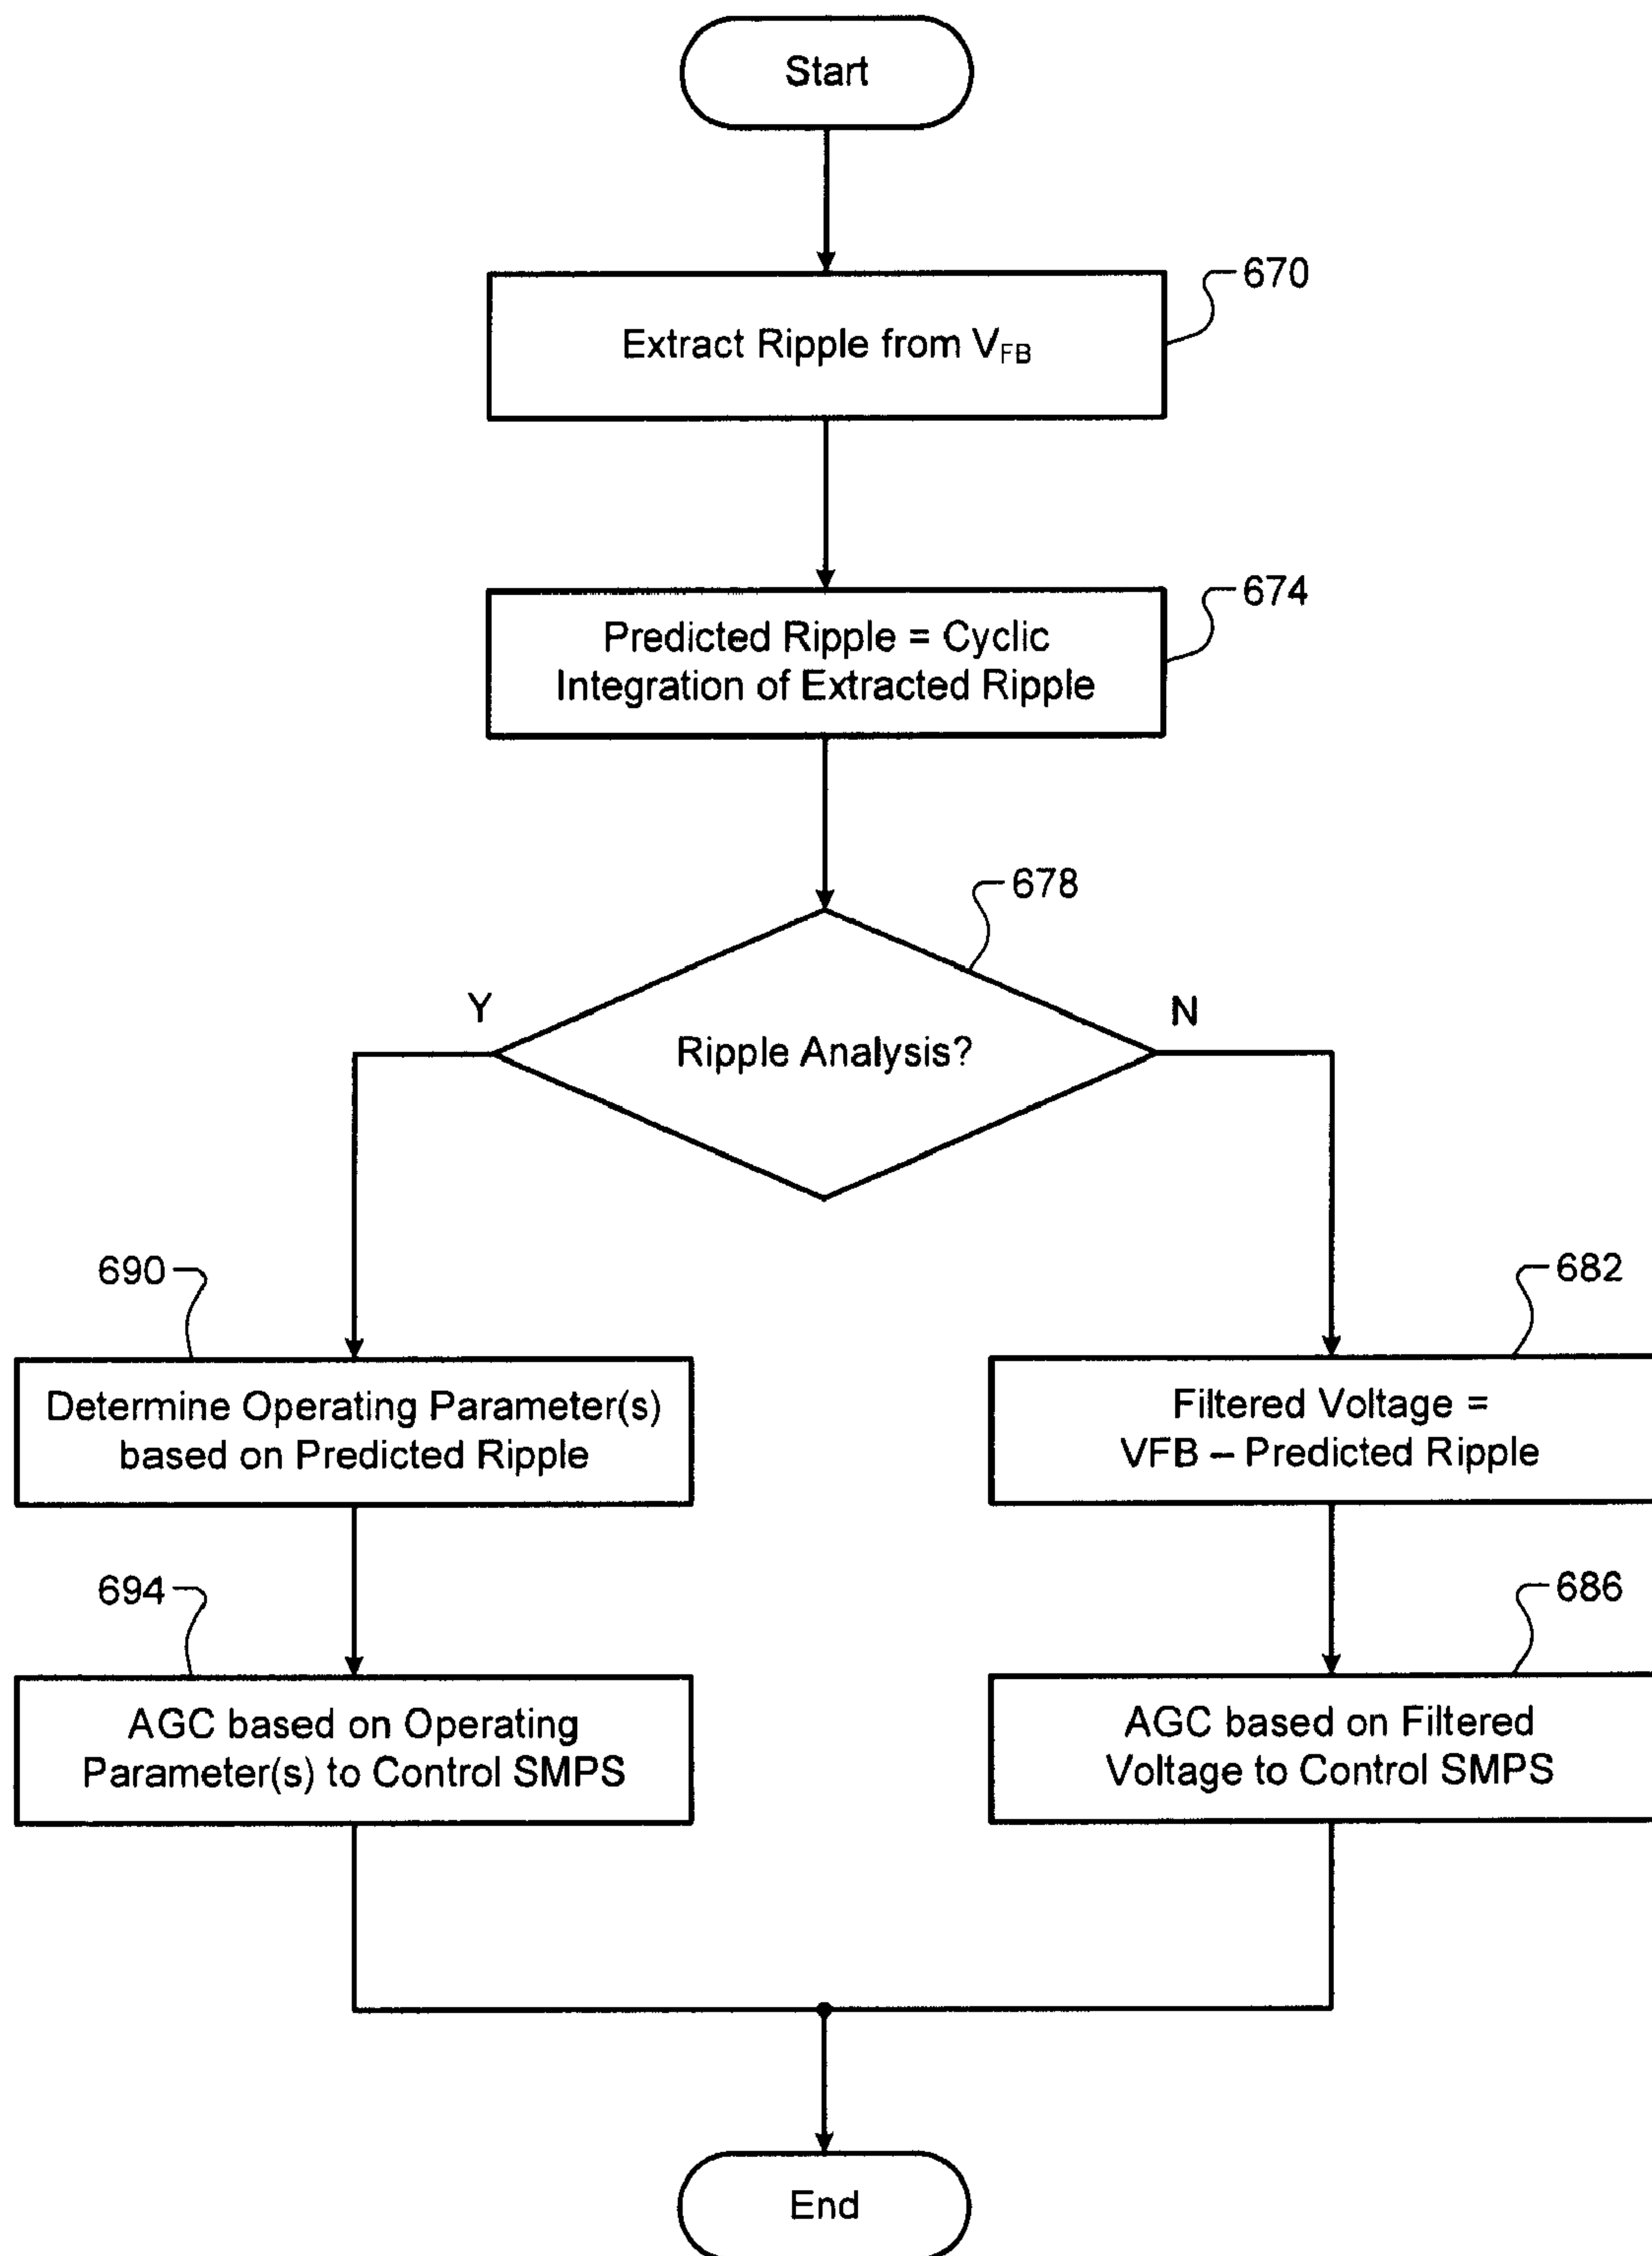 Start
670
Extract Ripple from VFB
674
Predicted Ripple = Cyclic
Integration of Extracted Ripple
678
Y
N
Ripple Analysis?
690
682
Determine Operating Parameter(s)
based on Predicted Ripple
Filtered Voltage =
VFB – Predicted Ripple
694
686
AGC based on Operating
Parameter(s) to Control SMPS
AGC based on Filtered
Voltage to Control SMPS
End